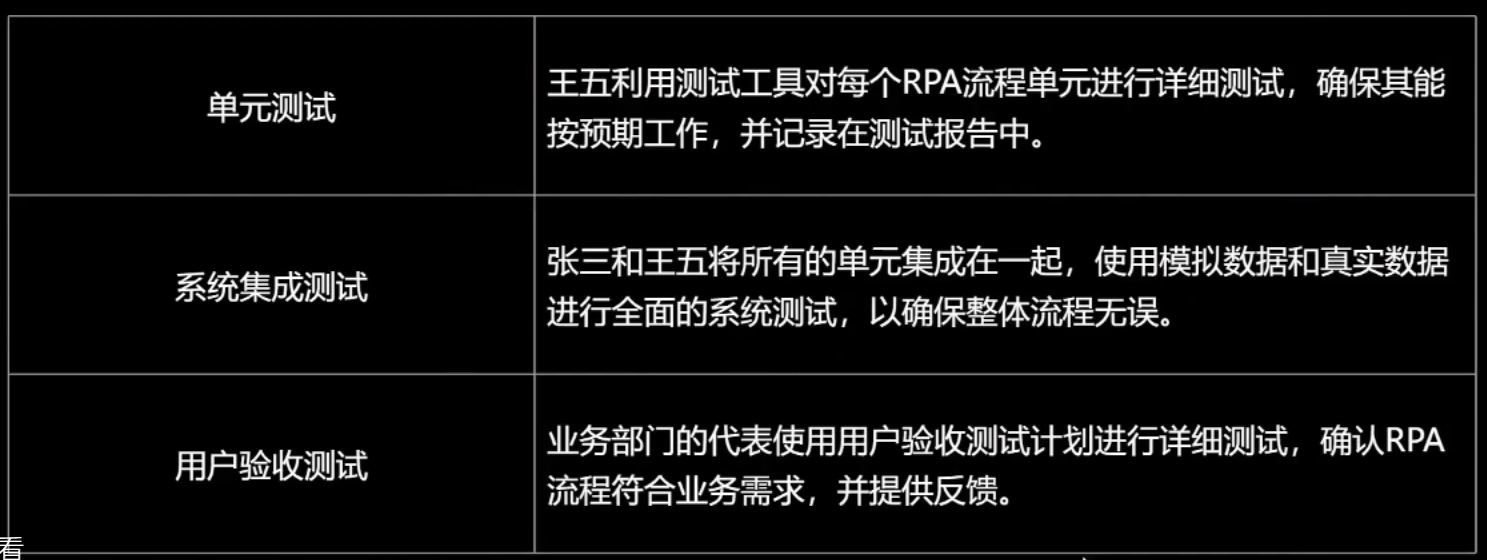 单元测试
王五利用测试工具对每个RPA流程单元进行详细测试，确保其能
按预期工作，并记录在测试报告中。
系统集成测试
张三和王五将所有的单元集成在一起，使用模拟数据和真实数据
进行全面的系统测试，以确保整体流程无误。
用户验收测试
业务部门的代表使用用户验收测试计划进行详细测试，确认RPA
流程符合业务需求，并提供反馈。
看